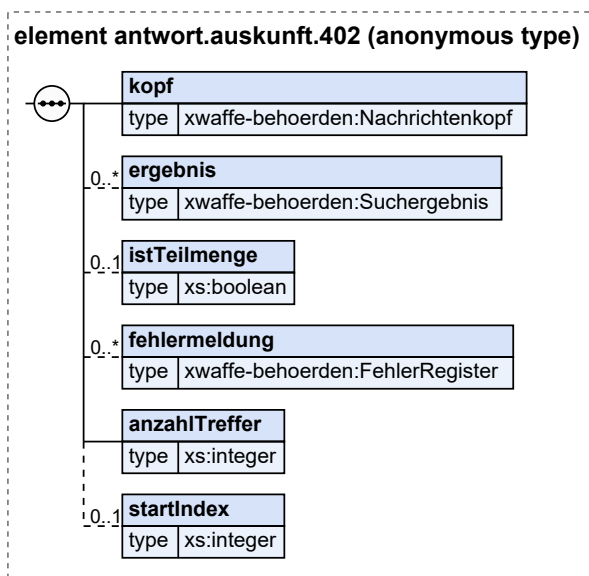 element antwort.auskunft.402 (anonymous type)
kopf
type xwaffe-behoerden:Nachrichtenkopf
0..* ergebnis
type xwaffe-behoerden:Suchergebnis
0..1 istTeilmenge
type xs:boolean
0..* fehlermeldung
type xwaffe-behoerden:FehlerRegister
anzahlTreffer
type xs:integer
0..1 startIndex
type xs:integer